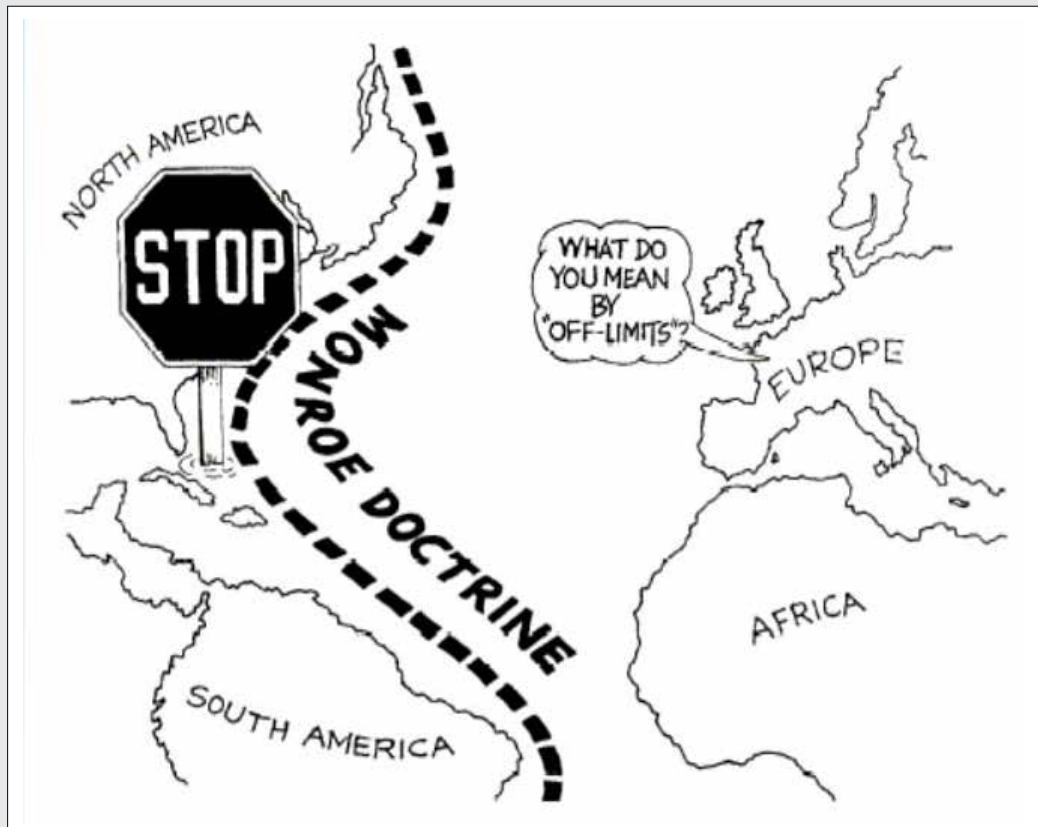 NORTH AMERICA
STOP
WHAT DO
YOU MEAN
BY
"OFF-LIMITS"?
EUROPE
MONROE DOCTRINE
AFRICA
SOUTH AMERICA